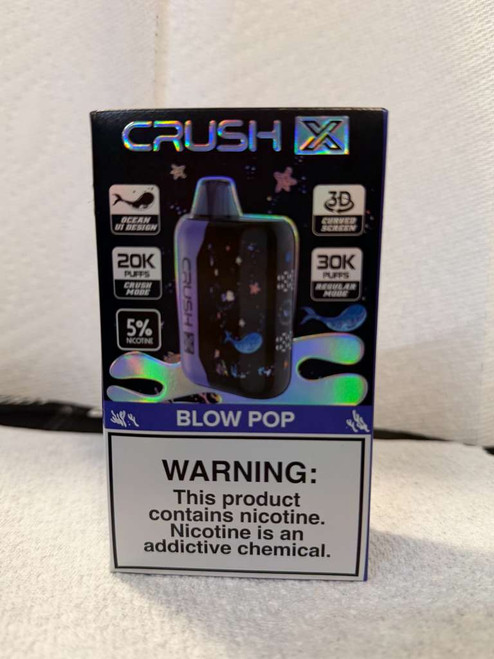 CRUSH X
OCEAN
UI DESIGN
3D
CURVED
SCREEN
20K
PUFFS
CRUSH
MODE
30K
PUFFS
REGULAR
MODE
5%
NICOTINE
CRUSH X
BLOW POP
WARNING:
This product
contains nicotine.
Nicotine is an
addictive chemical.